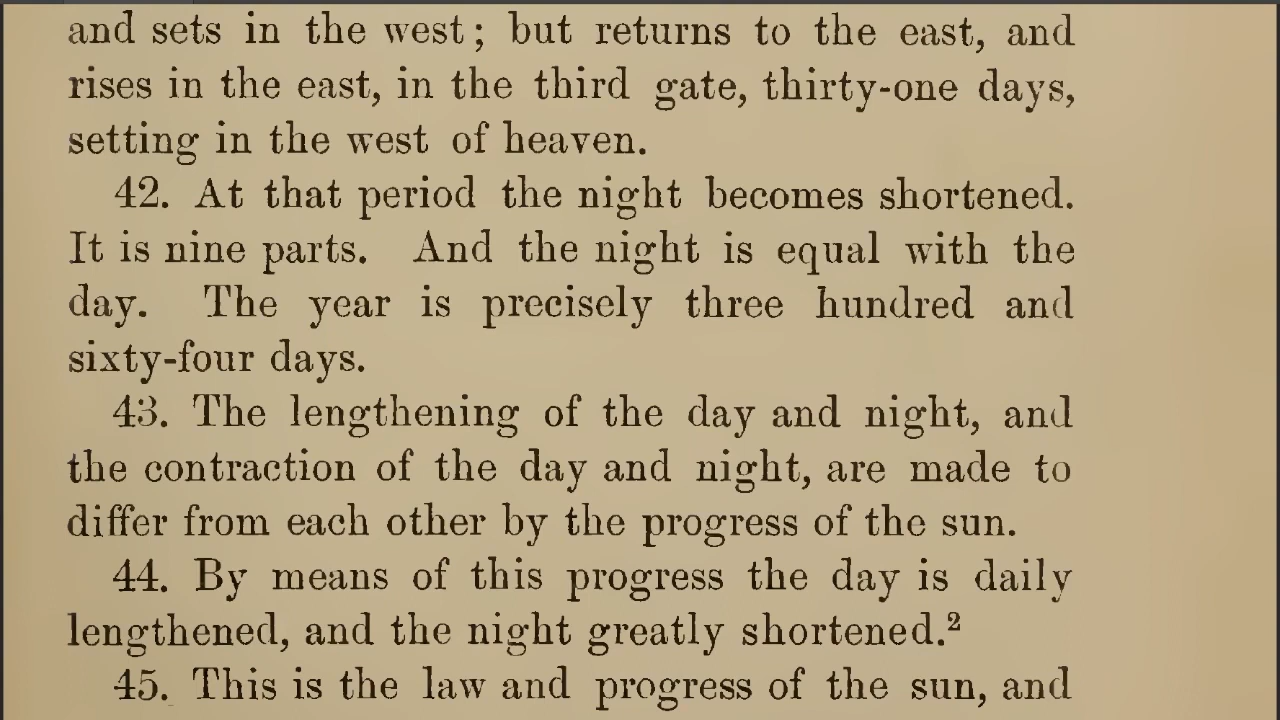 and sets in the west; but returns to the east, and
rises in the east, in the third gate, thirty-one days,
setting in the west of heaven.
42. At that period the night becomes shortened.
It is nine parts. And the night is equal with the
day. The year is precisely three hundred and
sixty-four days.
43. The lengthening of the day and night, and
the contraction of the day and night, are made to
differ from each other by the progress of the sun.
44. By means of this progress the day is daily
lengthened, and the night greatly shortened.²
45. This is the law and progress of the sun, and